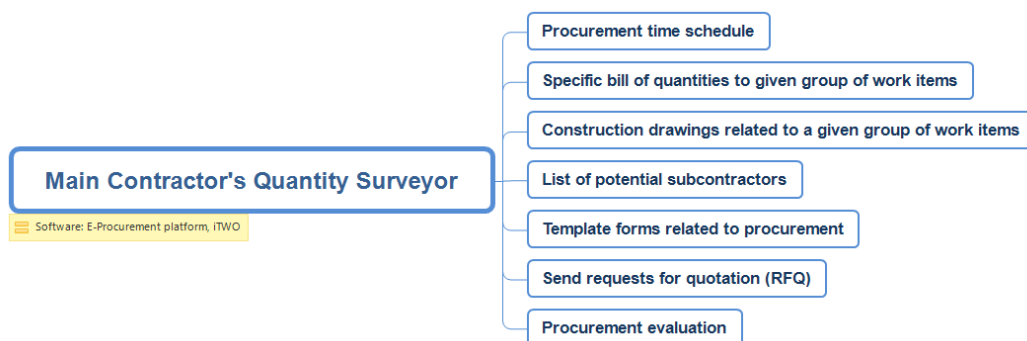 Procurement time schedule
Specific bill of quantities to given group of work items
Construction drawings related to a given group of work items
Main Contractor's Quantity Surveyor
List of potential subcontractors
Software: E-Procurement platform, iTWO
Template forms related to procurement
Send requests for quotation (RFQ)
Procurement evaluation